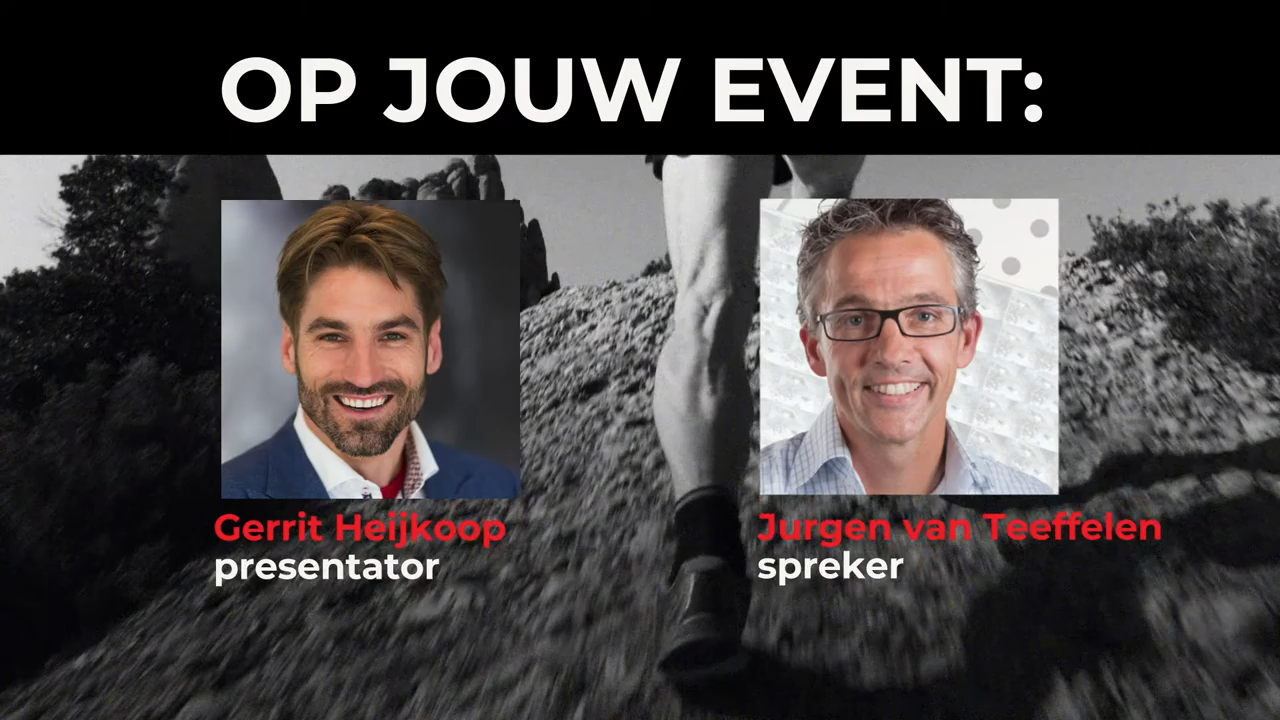 OP JOUW EVENT:
Gerrit Heijkoop
presentator
Jurgen van Teeffelen
spreker